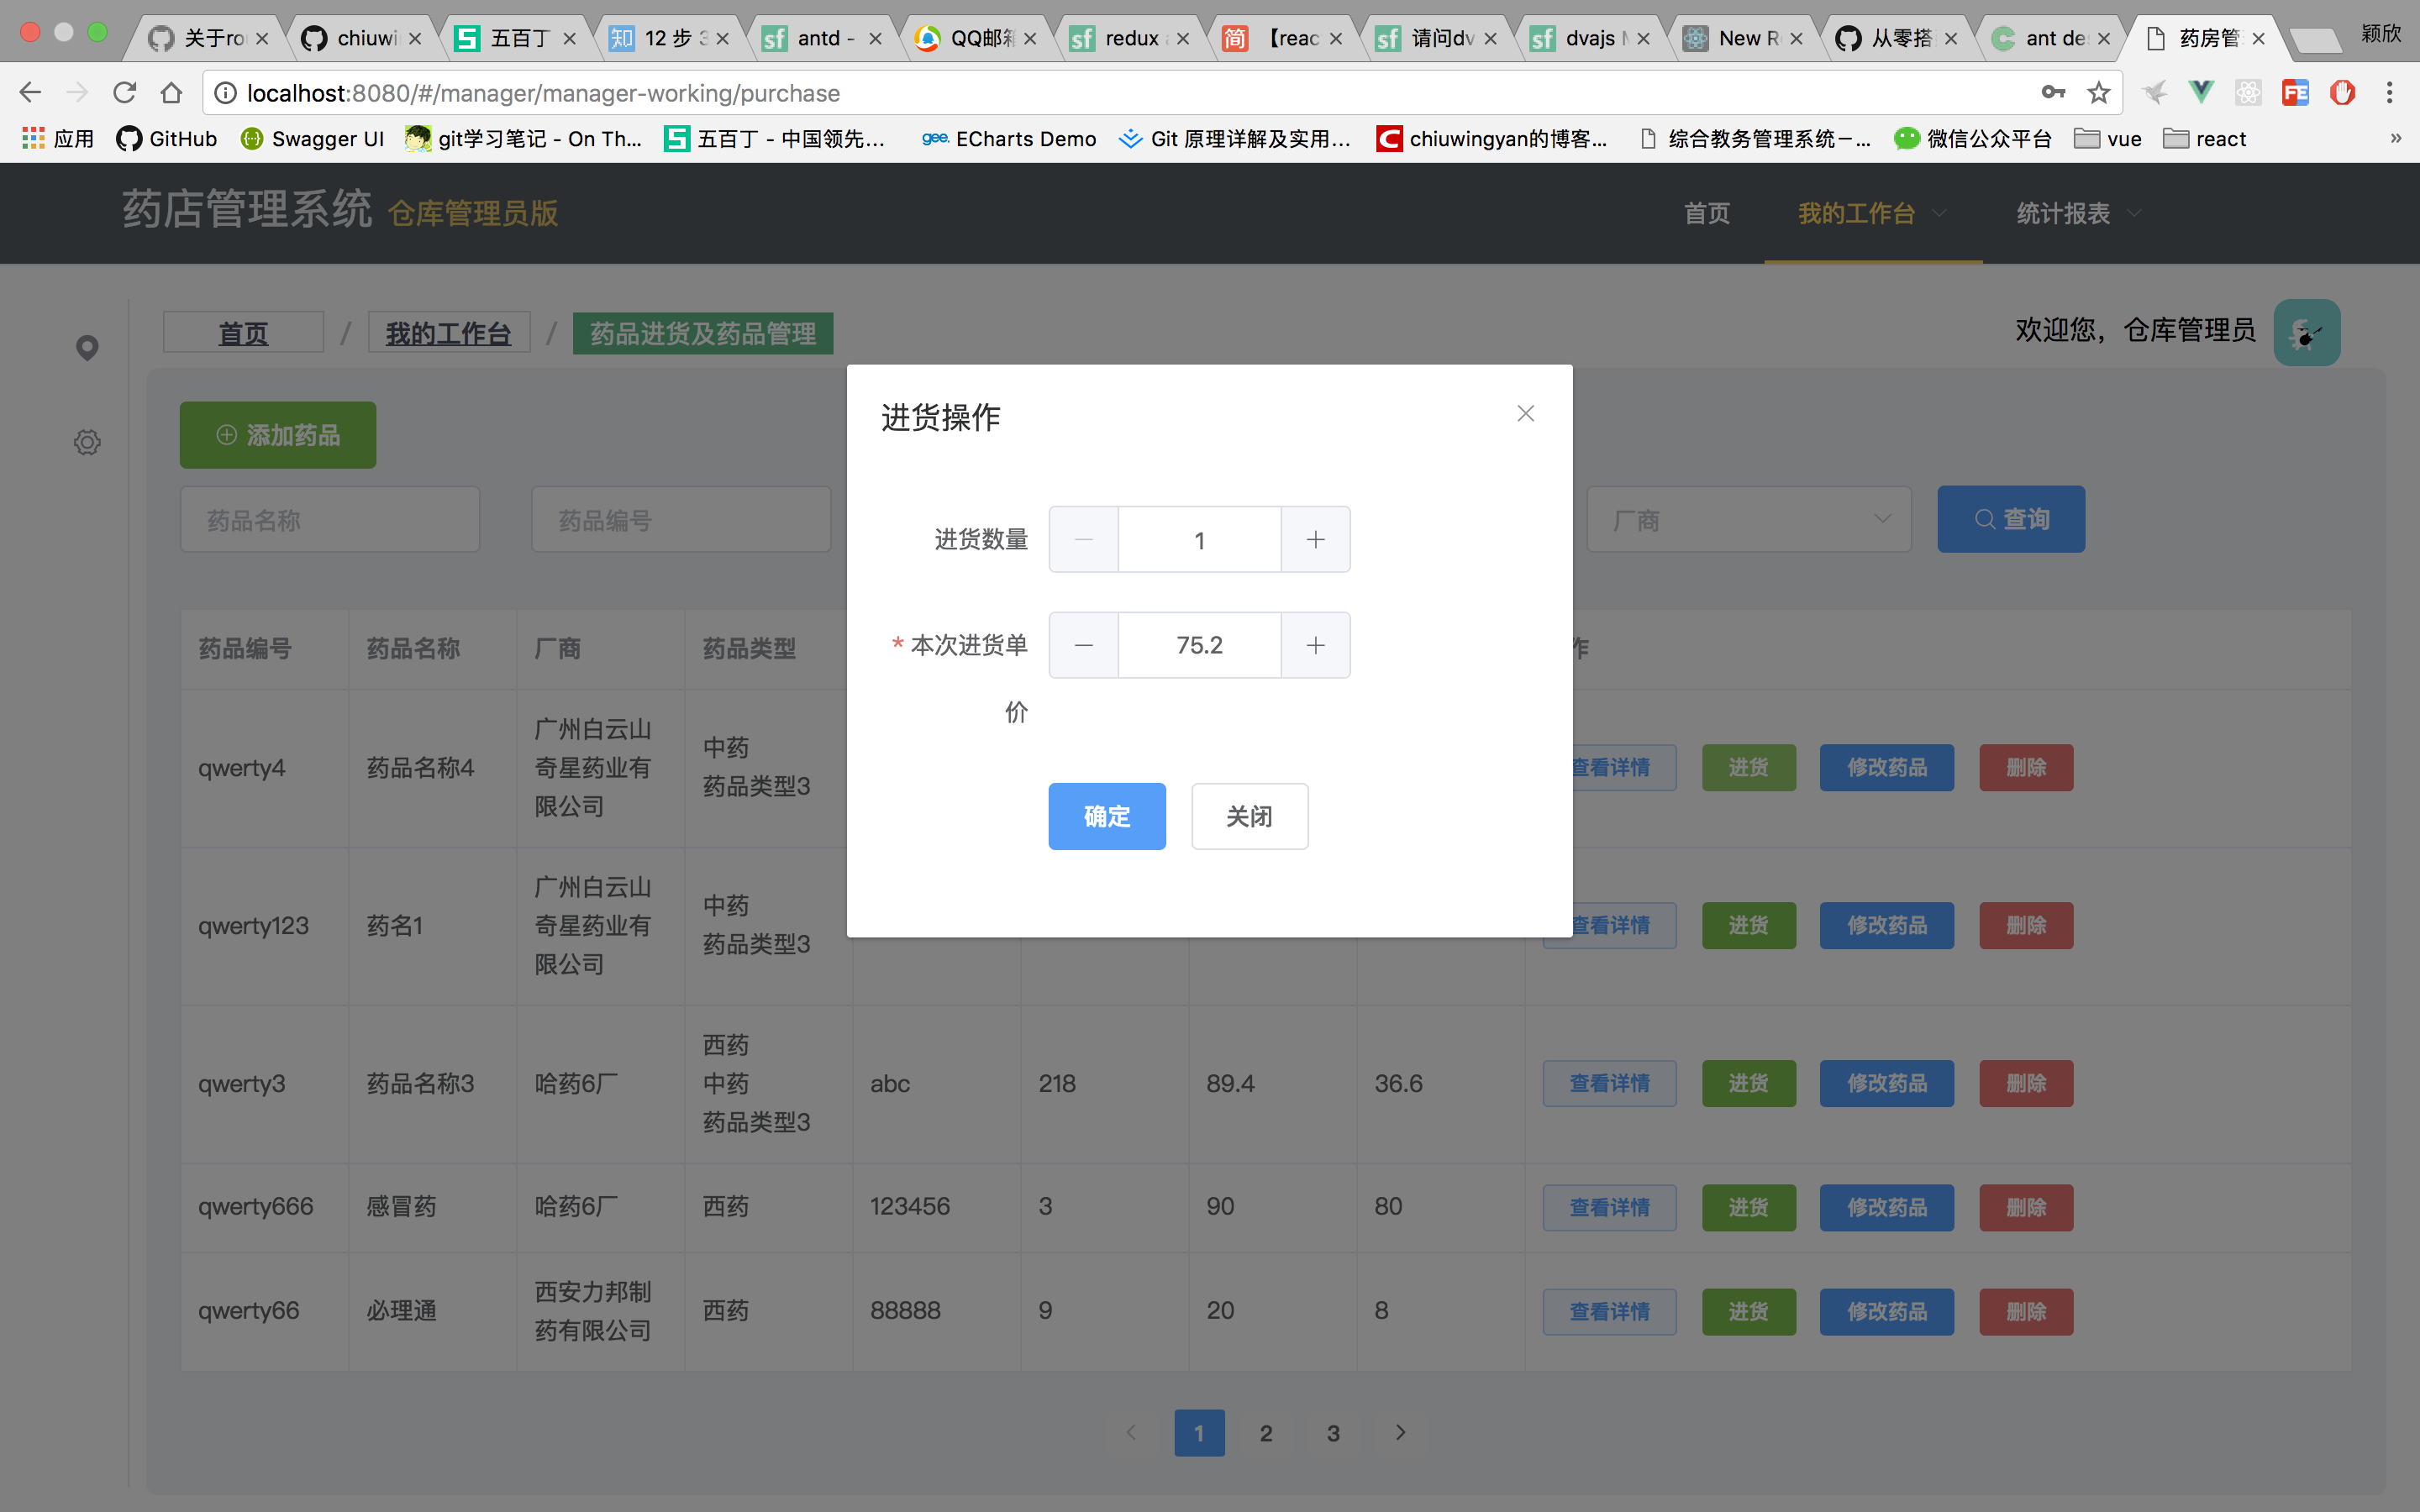 关于ro
chiuwi
五百丁
12 步 3
antd -
QQ邮箱
redux a
【reac
请问dv
dvajs M
New R
从零搭
ant de
药房管
颖欣
localhost:8080/#/manager/manager-working/purchase
应用 GitHub Swagger UI git学习笔记 - On Th... 五百丁 - 中国领先... ECharts Demo Git 原理详解及实用... chiuwingyan的博客... 综合教务管理系统－... 微信公众平台 vue react »
药店管理系统 仓库管理员版 首页 我的工作台 统计报表
首页 / 我的工作台 / 药品进货及药品管理 欢迎您，仓库管理员
添加药品
药品名称 药品编号 厂商 查询
进货操作
进货数量 1
* 本次进货单 75.2
价
确定 关闭
药品编号 药品名称 厂商 药品类型 作
qwerty4 药品名称4 广州白云山
奇星药业有
限公司
中药
药品类型3
查看详情 进货 修改药品 删除
qwerty123 药名1 广州白云山
奇星药业有
限公司
中药
药品类型3
查看详情 进货 修改药品 删除
qwerty3 药品名称3 哈药6厂 西药
中药
药品类型3
abc 218 89.4 36.6 查看详情 进货 修改药品 删除
qwerty666 感冒药 哈药6厂 西药 123456 3 90 80 查看详情 进货 修改药品 删除
qwerty66 必理通 西安力邦制
药有限公司
西药 88888 9 20 8 查看详情 进货 修改药品 删除
1 2 3